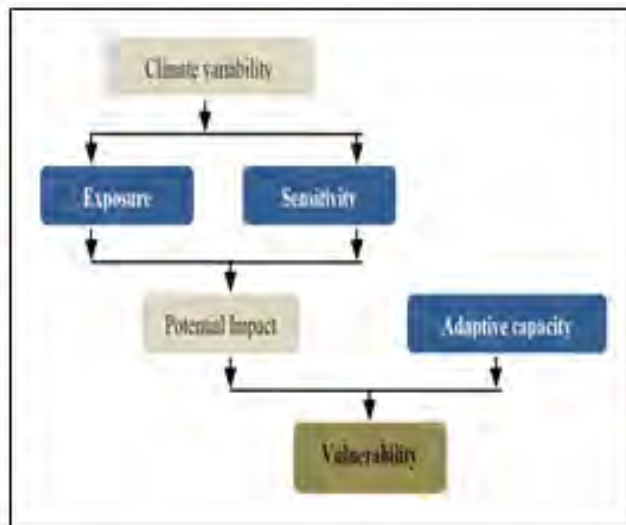 Climate variability
Exposure
Sensitivity
Potential Impact
Adaptive capacity
Vulnerability